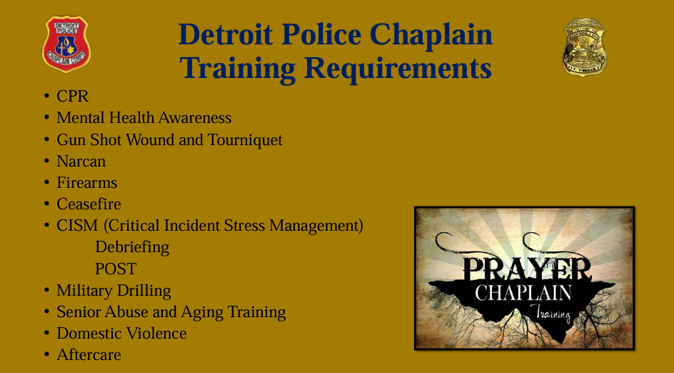 DETROIT
POLICE
CHAPLAIN CORPS
Detroit Police Chaplain
Training Requirements
• CPR
• Mental Health Awareness
• Gun Shot Wound and Tourniquet
• Narcan
• Firearms
• Ceasefire
• CISM (Critical Incident Stress Management)
Debriefing
POST
• Military Drilling
• Senior Abuse and Aging Training
• Domestic Violence
• Aftercare
PRAYER
CHAPLAIN
Training